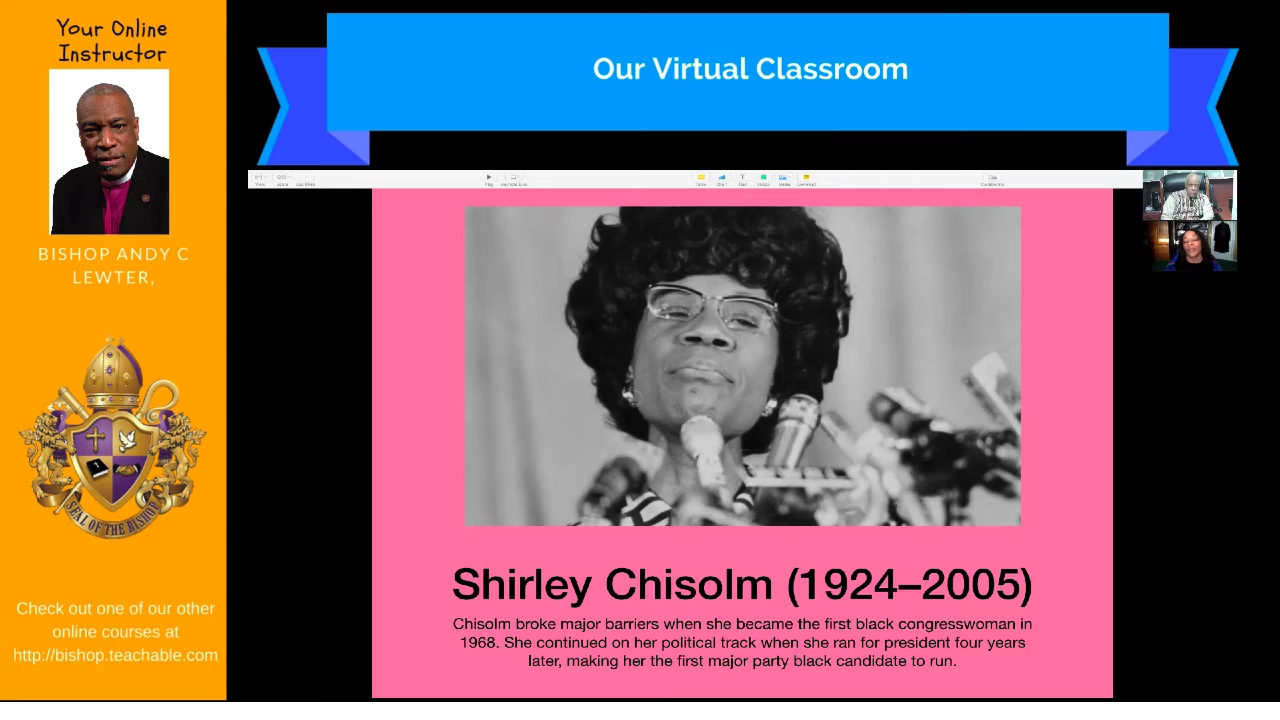 Your Online
Instructor
BISHOP ANDY C
LEWTER,
SEAL OF THE BISHOP
Check out one of our other
online courses at
http://bishop.teachable.com
Our Virtual Classroom
Shirley Chisolm (1924–2005)
Chisolm broke major barriers when she became the first black congresswoman in
1968. She continued on her political track when she ran for president four years
later, making her the first major party black candidate to run.